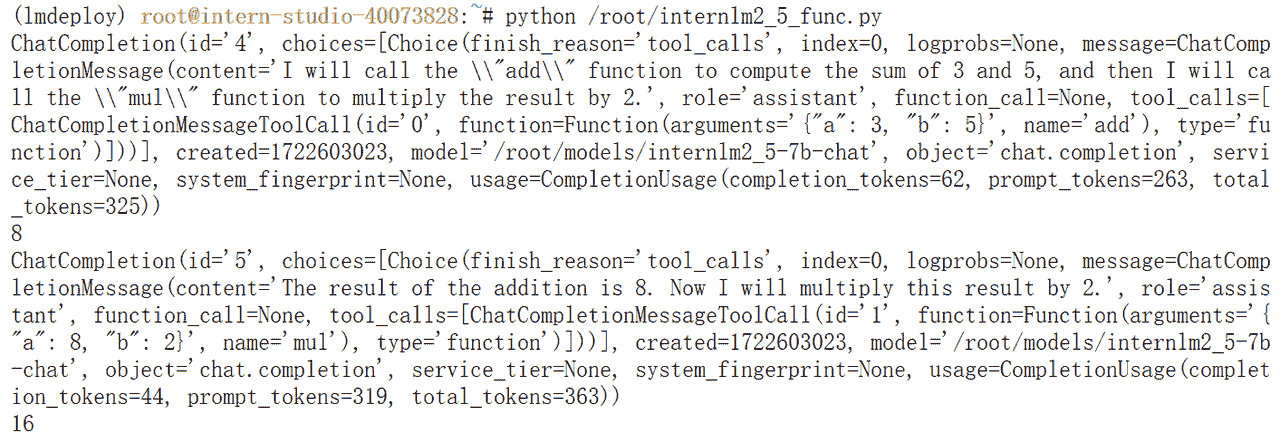 (lmdeploy) root@intern-studio-40073828:~# python /root/internlm2_5_func.py
ChatCompletion(id='4', choices=[Choice(finish_reason='tool_calls', index=0, logprobs=None, message=ChatComp
letionMessage(content='I will call the \\"add\\" function to compute the sum of 3 and 5, and then I will ca
ll the \\"mul\\" function to multiply the result by 2.', role='assistant', function_call=None, tool_calls=[
ChatCompletionMessageToolCall(id='0', function=Function(arguments='{"a": 3, "b": 5}', name='add'), type='fu
nction')]))], created=1722603023, model='/root/models/internlm2_5-7b-chat', object='chat.completion', servi
ce_tier=None, system_fingerprint=None, usage=CompletionUsage(completion_tokens=62, prompt_tokens=263, total
_tokens=325))
8
ChatCompletion(id='5', choices=[Choice(finish_reason='tool_calls', index=0, logprobs=None, message=ChatComp
letionMessage(content='The result of the addition is 8. Now I will multiply this result by 2.', role='assis
tant', function_call=None, tool_calls=[ChatCompletionMessageToolCall(id='1', function=Function(arguments='{
"a": 8, "b": 2}', name='mul'), type='function')]))], created=1722603023, model='/root/models/internlm2_5-7b
-chat', object='chat.completion', service_tier=None, system_fingerprint=None, usage=CompletionUsage(complet
ion_tokens=44, prompt_tokens=319, total_tokens=363))
16